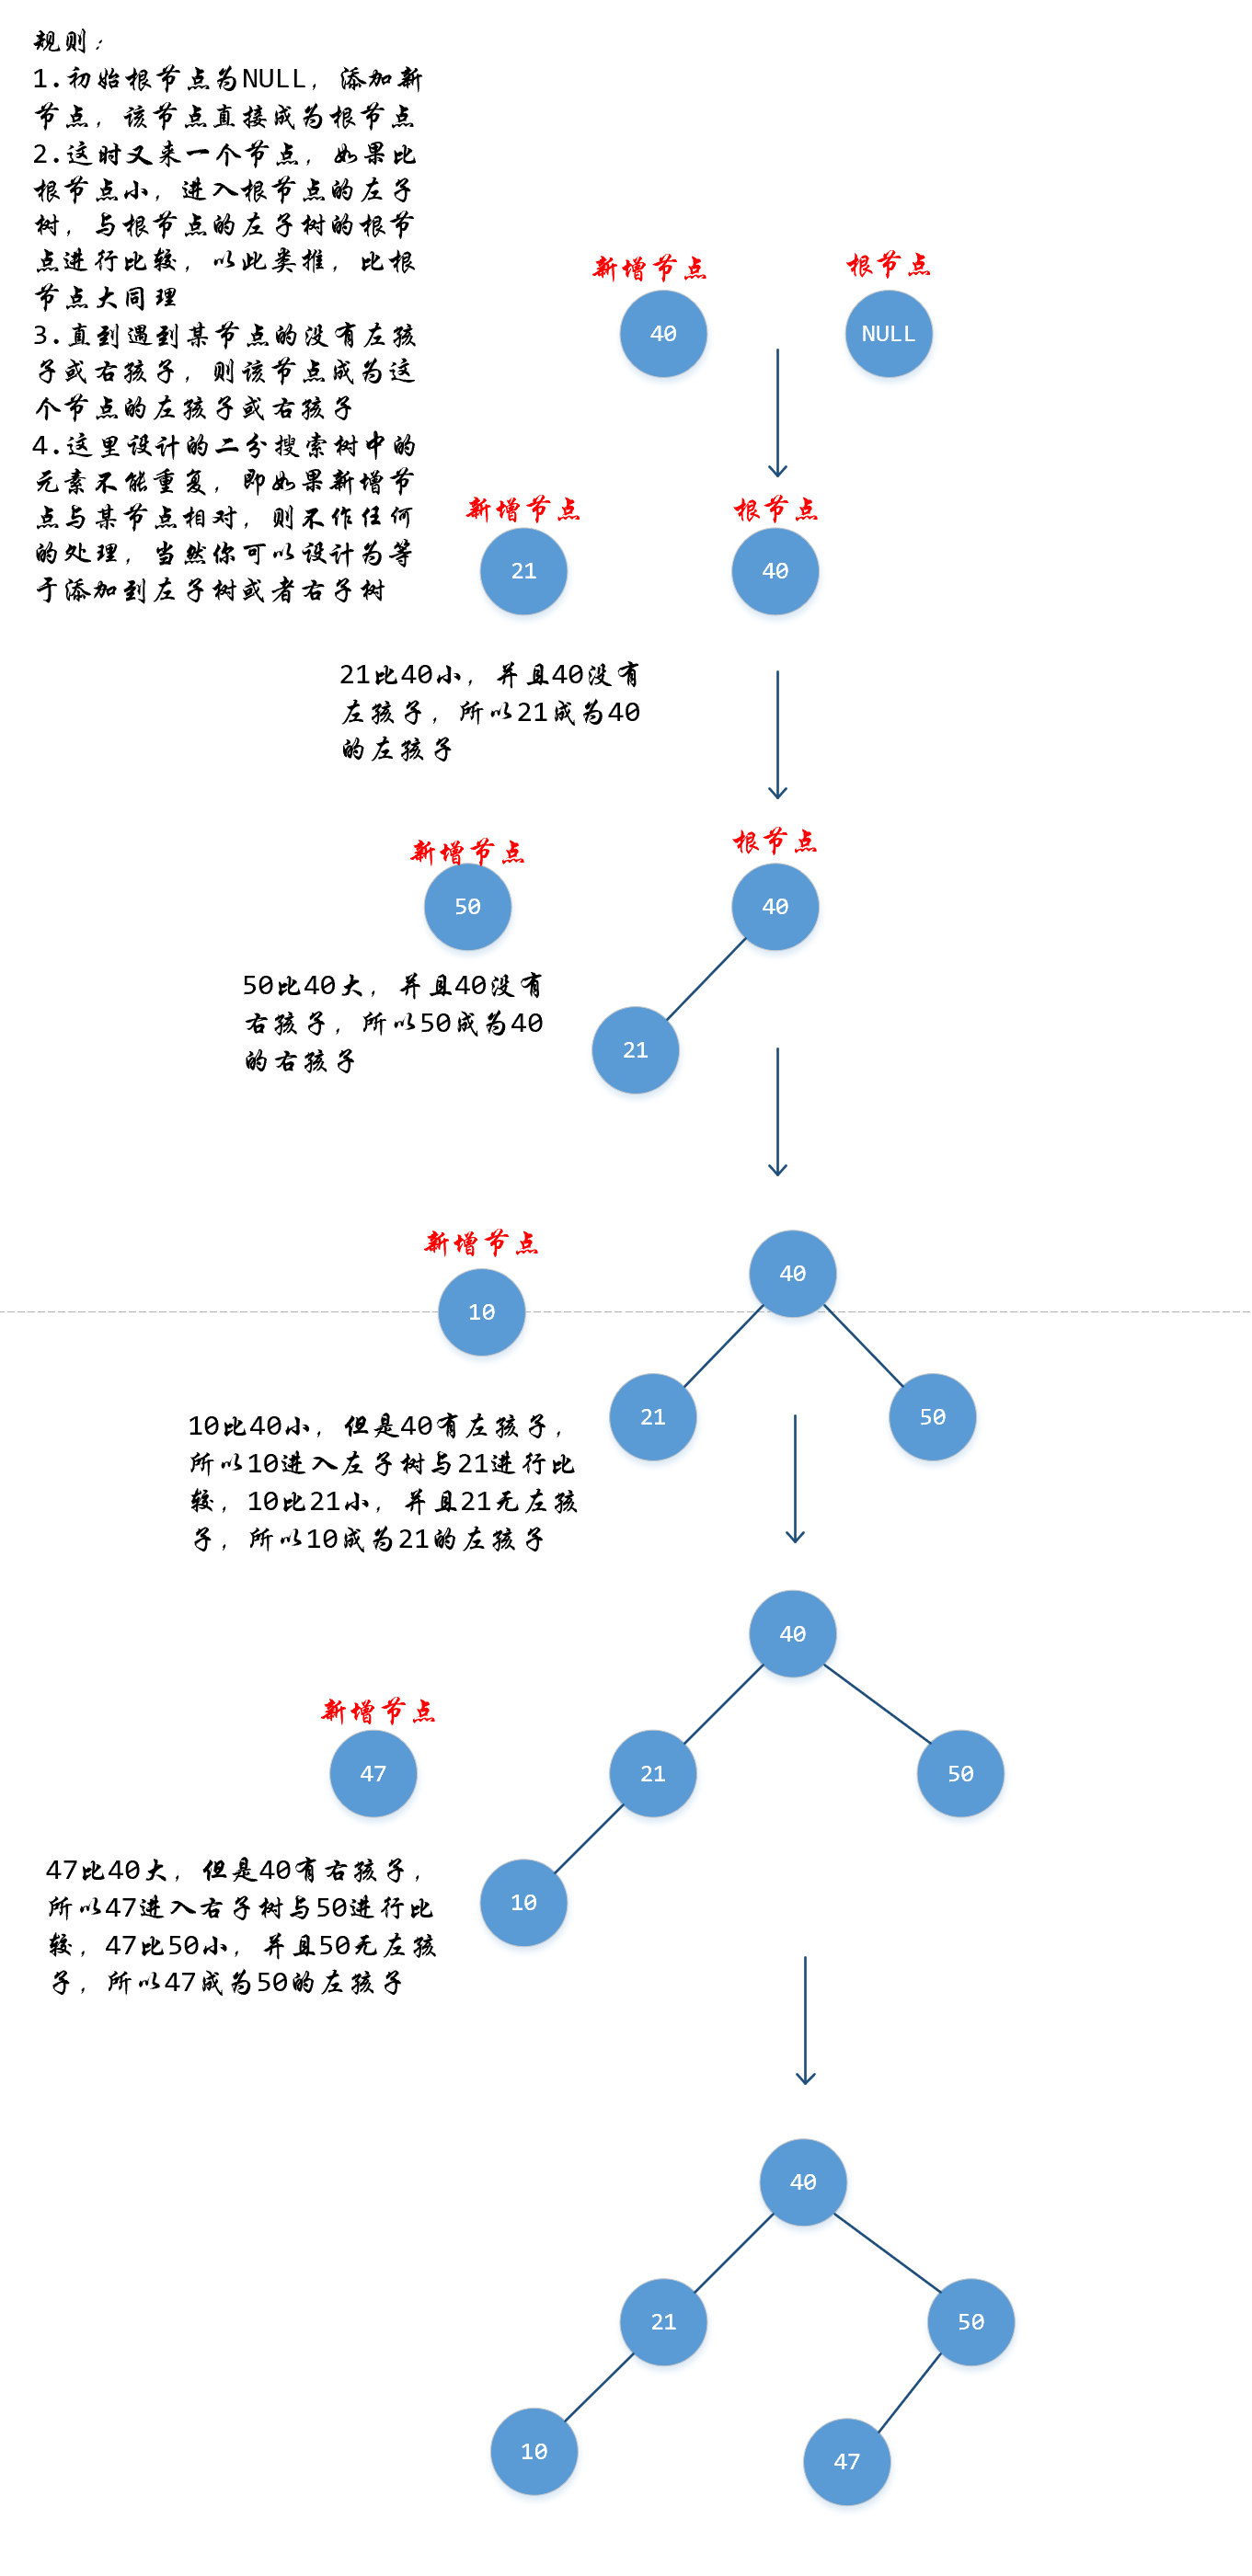 规则：
1.初始根节点为NULL，添加新
节点，该节点直接成为根节点
2.这时又来一个节点，如果比
根节点小，进入根节点的左子
树，与根节点的左子树的根节
点进行比较，以此类推，比根
节点大同理
3.直到遇到某节点的没有左孩
子或右孩子，则该节点成为这
个节点的左孩子或右孩子
4.这里设计的二分搜索树中的
元素不能重复，即如果新增节
点与某节点相对，则不作任何
的处理，当然你可以设计为等
于添加到左子树或者右子树
新增节点
根节点
40
NULL
新增节点
根节点
21
40
21比40小，并且40没有
左孩子，所以21成为40
的左孩子
新增节点
根节点
50
40
50比40大，并且40没有
右孩子，所以50成为40
的右孩子
21
新增节点
10
40
21
50
10比40小，但是40有左孩子，
所以10进入左子树与21进行比
较，10比21小，并且21无左孩
子，所以10成为21的左孩子
40
新增节点
47
21
50
10
47比40大，但是40有右孩子，
所以47进入右子树与50进行比
较，47比50小，并且50无左孩
子，所以47成为50的左孩子
40
21
50
10
47